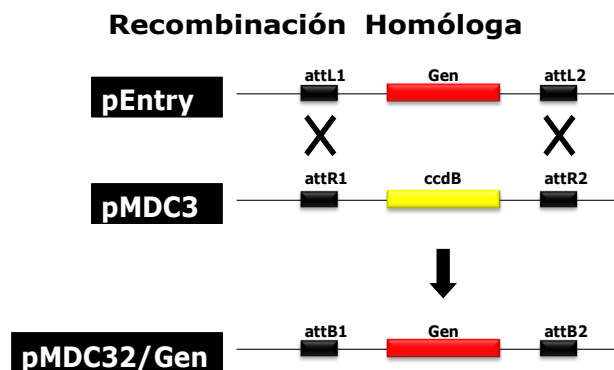 Recombinación Homóloga
attL1 Gen attL2
pEntry
attR1 ccdB attR2
pMDC3
attB1 Gen attB2
pMDC32/Gen